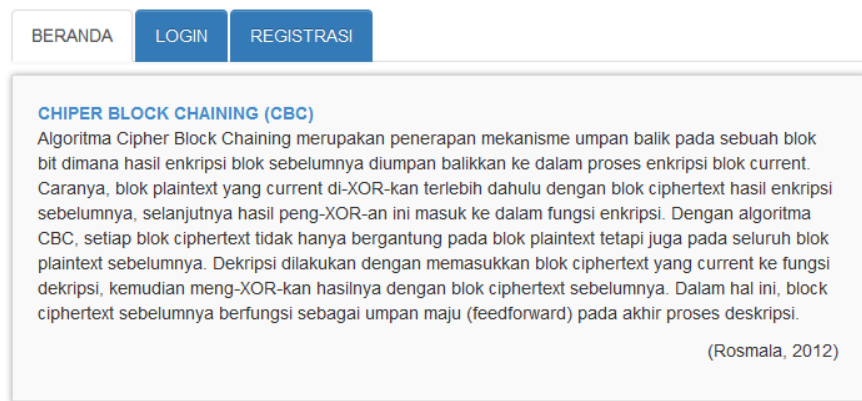 BERANDA LOGIN REGISTRASI
CHIPER BLOCK CHAINING (CBC)
Algoritma Cipher Block Chaining merupakan penerapan mekanisme umpan balik pada sebuah blok
bit dimana hasil enkripsi blok sebelumnya diumpan balikkan ke dalam proses enkripsi blok current.
Caranya, blok plaintext yang current di-XOR-kan terlebih dahulu dengan blok ciphertext hasil enkripsi
sebelumnya, selanjutnya hasil peng-XOR-an ini masuk ke dalam fungsi enkripsi. Dengan algoritma
CBC, setiap blok ciphertext tidak hanya bergantung pada blok plaintext tetapi juga pada seluruh blok
plaintext sebelumnya. Dekripsi dilakukan dengan memasukkan blok ciphertext yang current ke fungsi
dekripsi, kemudian meng-XOR-kan hasilnya dengan blok ciphertext sebelumnya. Dalam hal ini, block
ciphertext sebelumnya berfungsi sebagai umpan maju (feedforward) pada akhir proses deskripsi.
(Rosmala, 2012)